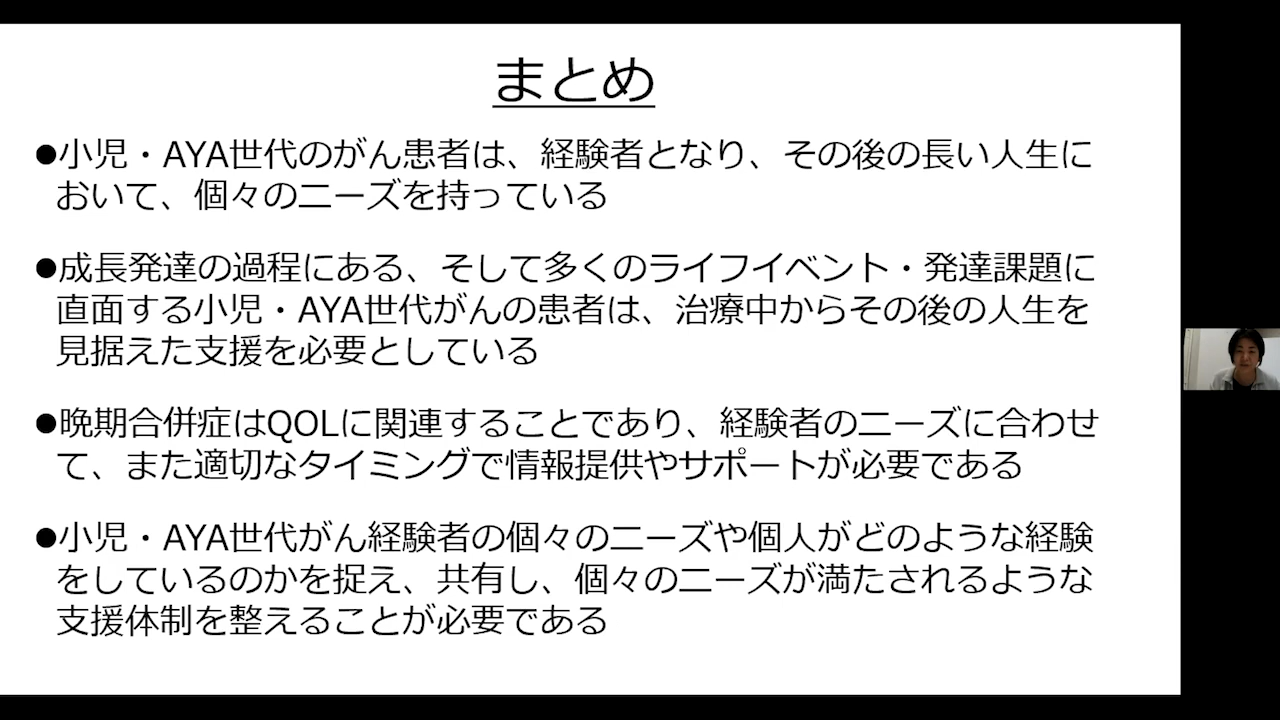 まとめ
●小児・AYA世代のがん患者は、経験者となり、その後の長い人生に
おいて、個々のニーズを持っている
●成長発達の過程にある、そして多くのライフイベント・発達課題に
直面する小児・AYA世代がんの患者は、治療中からその後の人生を
見据えた支援を必要としている
●晩期合併症はQOLに関連することであり、経験者のニーズに合わせ
て、また適切なタイミングで情報提供やサポートが必要である
●小児・AYA世代がん経験者の個々のニーズや個人がどのような経験
をしているのかを捉え、共有し、個々のニーズが満たされるような
支援体制を整えることが必要である